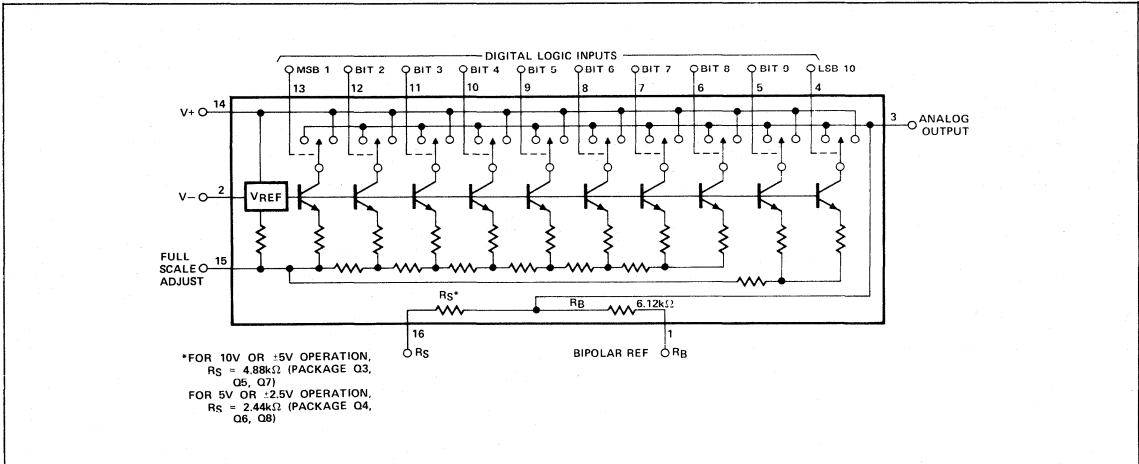 DIGITAL LOGIC INPUTS
MSB 1 BIT 2 BIT 3 BIT 4 BIT 5 BIT 6 BIT 7 BIT 8 BIT 9 LSB 10
13 12 11 10 9 8 7 6 5 4
V+ 14
3 ANALOG
OUTPUT
V− 2
VREF
FULL
SCALE
ADJUST
15
RS*
RB 6.12kΩ
16 1
RS BIPOLAR REF RB
*FOR 10V OR ±5V OPERATION,
RS = 4.88kΩ (PACKAGE Q3,
Q5, Q7)
FOR 5V OR ±2.5V OPERATION,
RS = 2.44kΩ (PACKAGE Q4,
Q6, Q8)